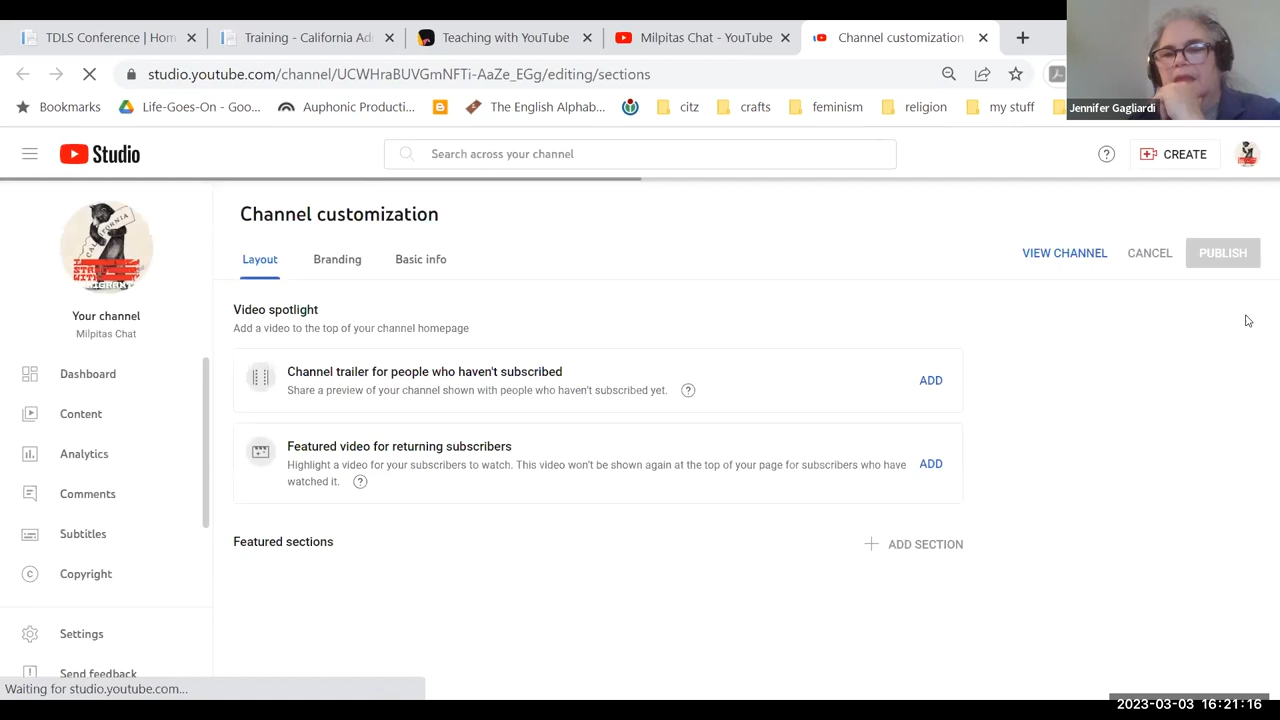 TDLS Conference | Hom
Training - California Ad
Teaching with YouTube
Milpitas Chat - YouTube
Channel customization
studio.youtube.com/channel/UCWHraBUVGmNFTi-AaZe_EGg/editing/sections
Bookmarks
Life-Goes-On - Goo...
Auphonic Producti...
The English Alphab...
citz
crafts
feminism
religion
my stuff
Jennifer Gagliardi
Studio
Search across your channel
CREATE
Channel customization
Layout
Branding
Basic info
VIEW CHANNEL
CANCEL
PUBLISH
CALIFORNIA
Your channel
Milpitas Chat
Dashboard
Content
Analytics
Comments
Subtitles
Copyright
Settings
Send feedback
Video spotlight
Add a video to the top of your channel homepage
Channel trailer for people who haven't subscribed
Share a preview of your channel shown with people who haven't subscribed yet.
ADD
Featured video for returning subscribers
Highlight a video for your subscribers to watch. This video won't be shown again at the top of your page for subscribers who have
watched it.
ADD
Featured sections
ADD SECTION
Waiting for studio.youtube.com...
2023-03-03 16:21:16